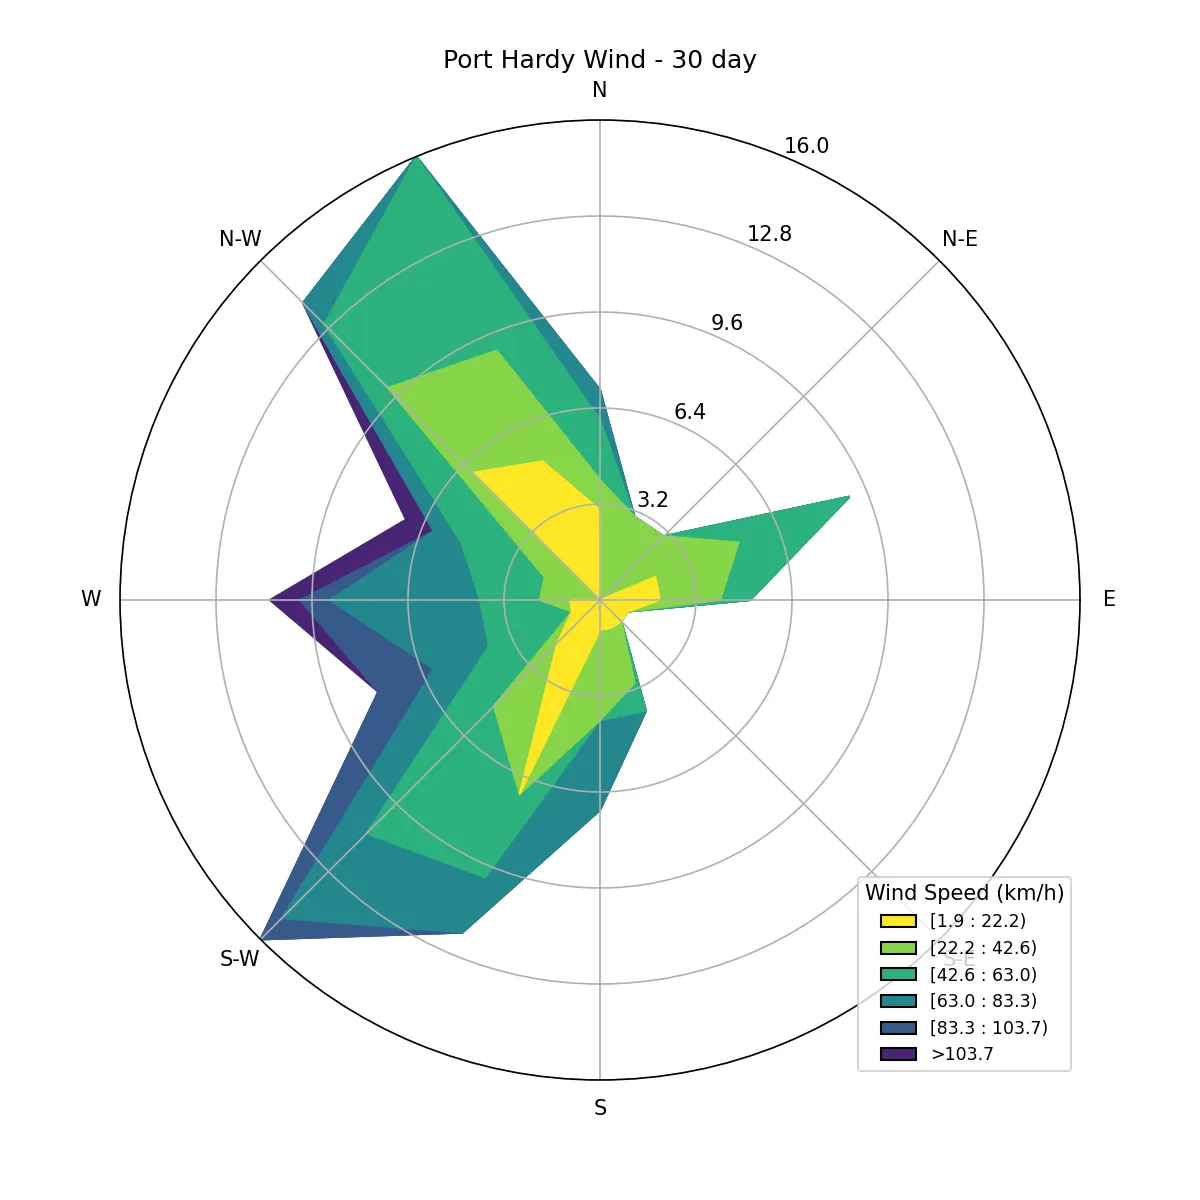 Port Hardy Wind - 30 day
N
16.0
12.8
N-W
N-E
9.6
6.4
3.2
W
E
Wind Speed (km/h)
[1.9 : 22.2)
[22.2 : 42.6)
S-W
S-E
[42.6 : 63.0)
[63.0 : 83.3)
[83.3 : 103.7)
>103.7
S